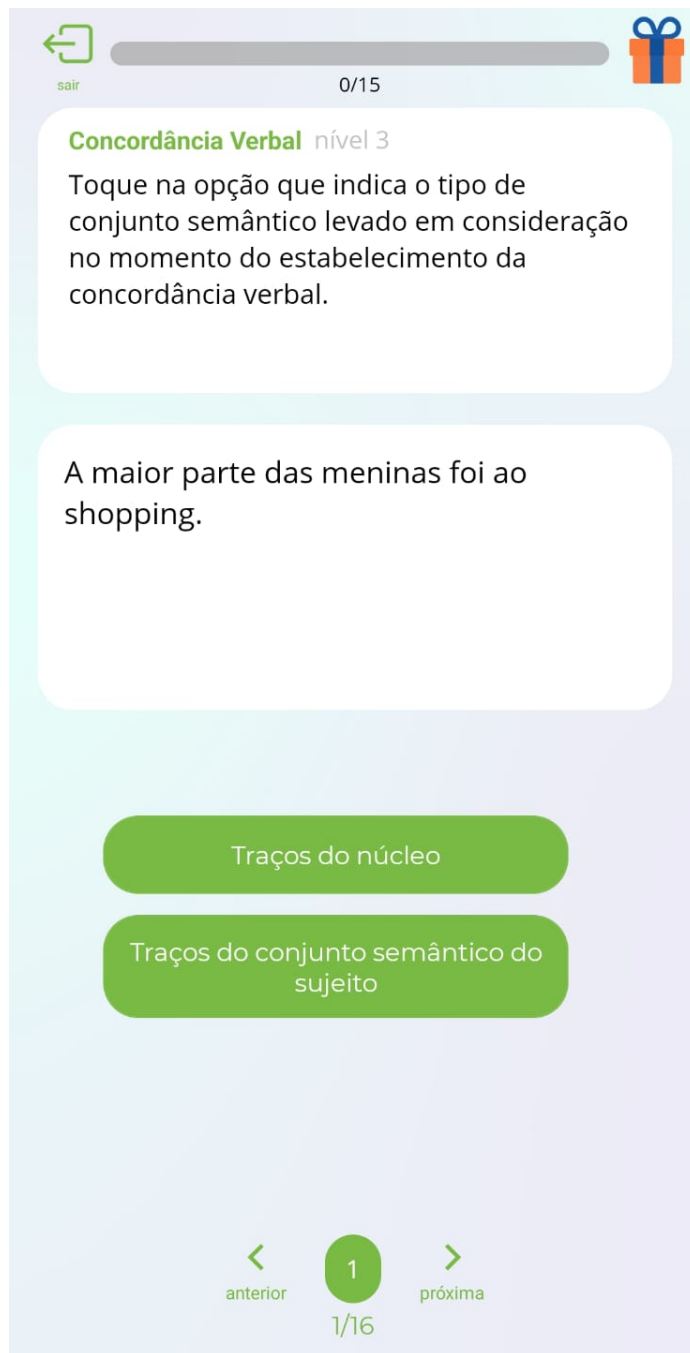 sair
0/15
Concordância Verbal nível 3
Toque na opção que indica o tipo de
conjunto semântico levado em consideração
no momento do estabelecimento da
concordância verbal.
A maior parte das meninas foi ao
shopping.
Traços do núcleo
Traços do conjunto semântico do
sujeito
anterior
1
próxima
1/16